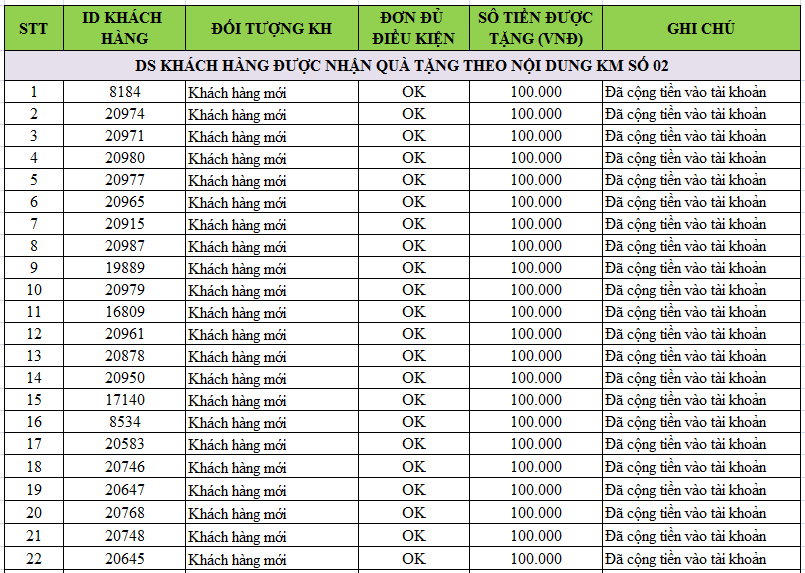 STT ID KHÁCH HÀNG ĐỐI TƯỢNG KH ĐƠN ĐỦ ĐIỀU KIỆN SỐ TIỀN ĐƯỢC TẶNG (VNĐ) GHI CHÚ
DS KHÁCH HÀNG ĐƯỢC NHẬN QUÀ TẶNG THEO NỘI DUNG KM SỐ 02
1 8184 Khách hàng mới OK 100.000 Đã cộng tiền vào tài khoản
2 20974 Khách hàng mới OK 100.000 Đã cộng tiền vào tài khoản
3 20971 Khách hàng mới OK 100.000 Đã cộng tiền vào tài khoản
4 20980 Khách hàng mới OK 100.000 Đã cộng tiền vào tài khoản
5 20977 Khách hàng mới OK 100.000 Đã cộng tiền vào tài khoản
6 20965 Khách hàng mới OK 100.000 Đã cộng tiền vào tài khoản
7 20915 Khách hàng mới OK 100.000 Đã cộng tiền vào tài khoản
8 20987 Khách hàng mới OK 100.000 Đã cộng tiền vào tài khoản
9 19889 Khách hàng mới OK 100.000 Đã cộng tiền vào tài khoản
10 20979 Khách hàng mới OK 100.000 Đã cộng tiền vào tài khoản
11 16809 Khách hàng mới OK 100.000 Đã cộng tiền vào tài khoản
12 20961 Khách hàng mới OK 100.000 Đã cộng tiền vào tài khoản
13 20878 Khách hàng mới OK 100.000 Đã cộng tiền vào tài khoản
14 20950 Khách hàng mới OK 100.000 Đã cộng tiền vào tài khoản
15 17140 Khách hàng mới OK 100.000 Đã cộng tiền vào tài khoản
16 8534 Khách hàng mới OK 100.000 Đã cộng tiền vào tài khoản
17 20583 Khách hàng mới OK 100.000 Đã cộng tiền vào tài khoản
18 20746 Khách hàng mới OK 100.000 Đã cộng tiền vào tài khoản
19 20647 Khách hàng mới OK 100.000 Đã cộng tiền vào tài khoản
20 20768 Khách hàng mới OK 100.000 Đã cộng tiền vào tài khoản
21 20748 Khách hàng mới OK 100.000 Đã cộng tiền vào tài khoản
22 20645 Khách hàng mới OK 100.000 Đã cộng tiền vào tài khoản